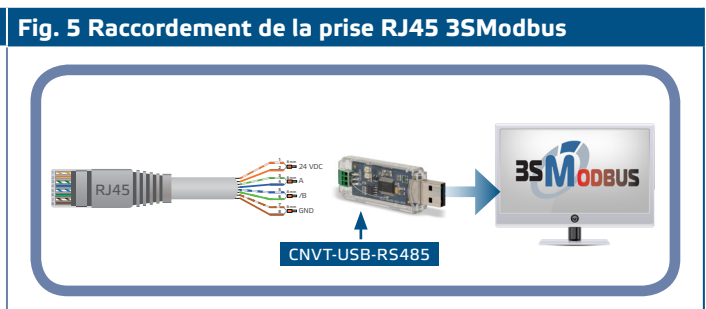 Fig. 5 Raccordement de la prise RJ45 3SModbus
RJ45
24 VDC
A
/B
GND
3SMODBUS
CNVT-USB-RS485